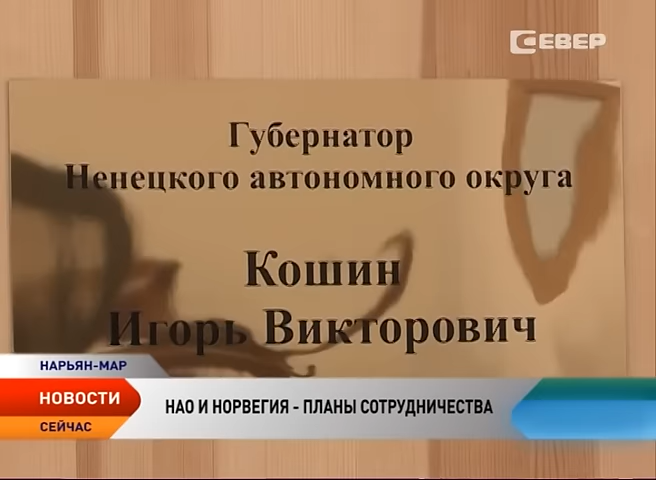 СЕВЕР
Губернатор
Ненецкого автономного округа
Кошин
Игорь Викторович
НАРЬЯН-МАР
НОВОСТИ
СЕЙЧАС
НАО И НОРВЕГИЯ - ПЛАНЫ СОТРУДНИЧЕСТВА